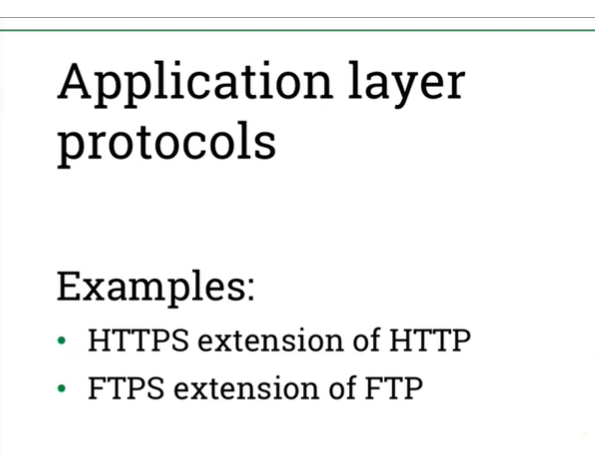 Application layer
protocols
Examples:
• HTTPS extension of HTTP
• FTPS extension of FTP